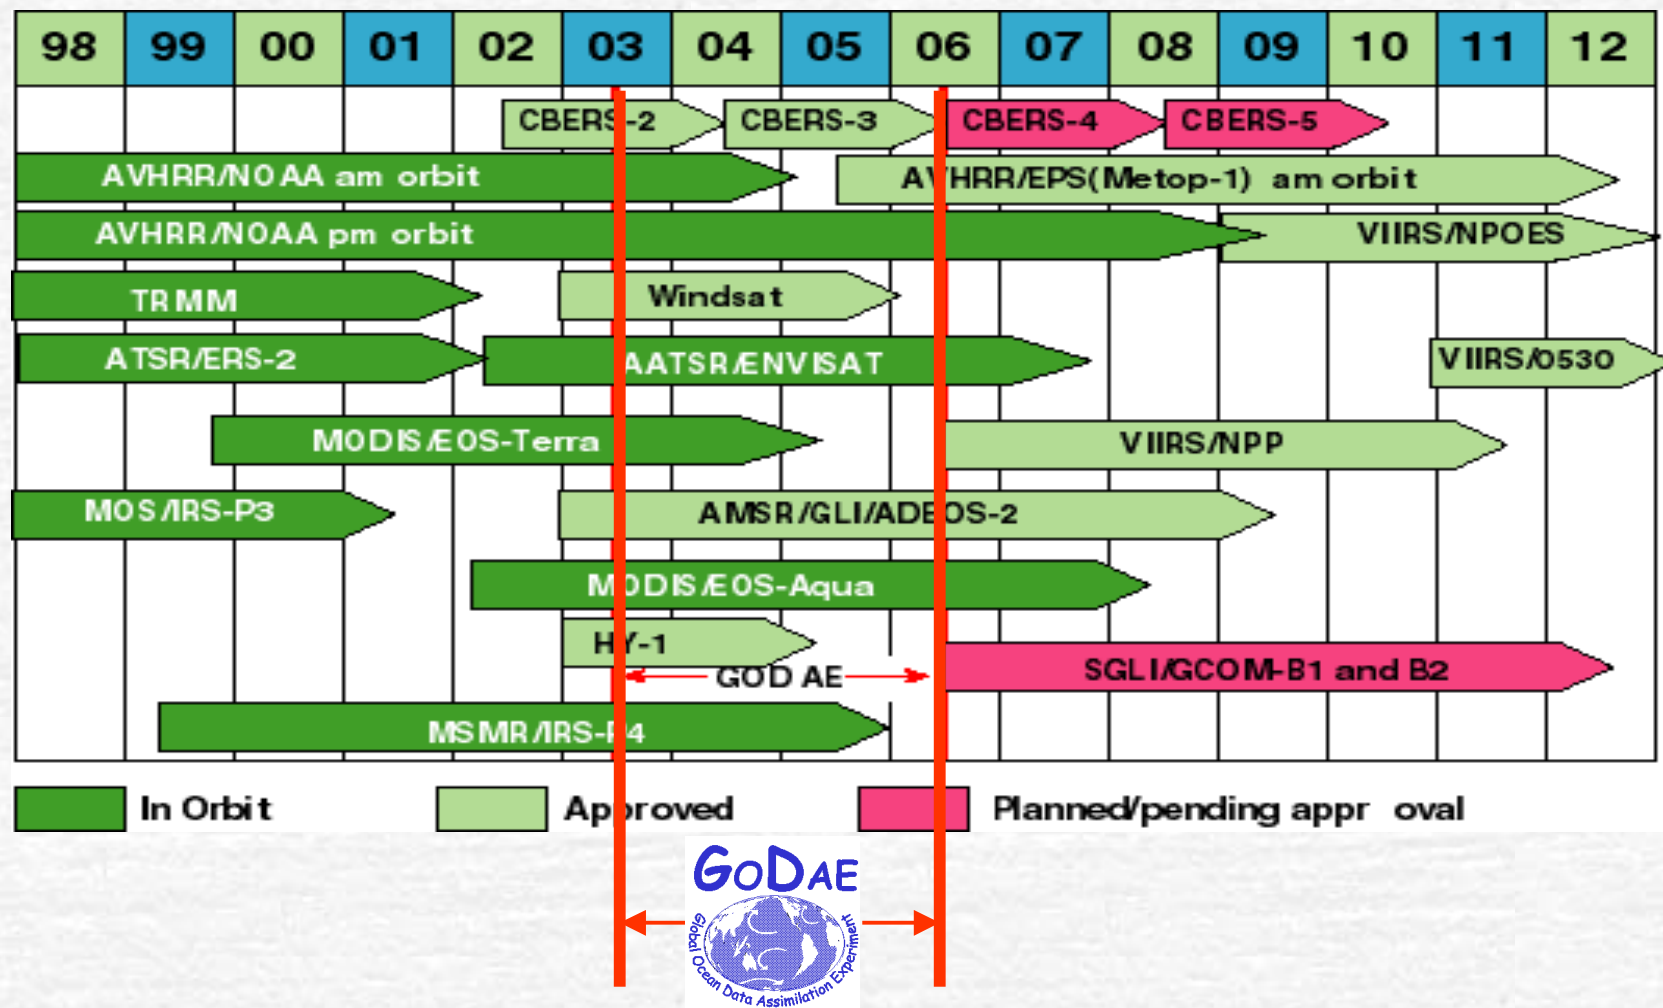 98 99 00 01 02 03 04 05 06 07 08 09 10 11 12
CBERS-2 CBERS-3 CBERS-4 CBERS-5
AVHRR/NOAA am orbit AVHRR/EPS(Metop-1) am orbit
AVHRR/NOAA pm orbit VIIRS/NPOES
TRMM Windsat
ATSR/ERS-2 AATSR/ENVISAT VIIRS/0530
MODIS/EOS-Terra VIIRS/NPP
MOS/IRS-P3 AMSR/GLI/ADEOS-2
MODIS/EOS-Aqua
HY-1
GODAE SGLI/GCOM-B1 and B2
MSMR/IRS-P4
In Orbit Approved Planned/pending appr oval
GODAE
Global Ocean Data Assimilation Experiment